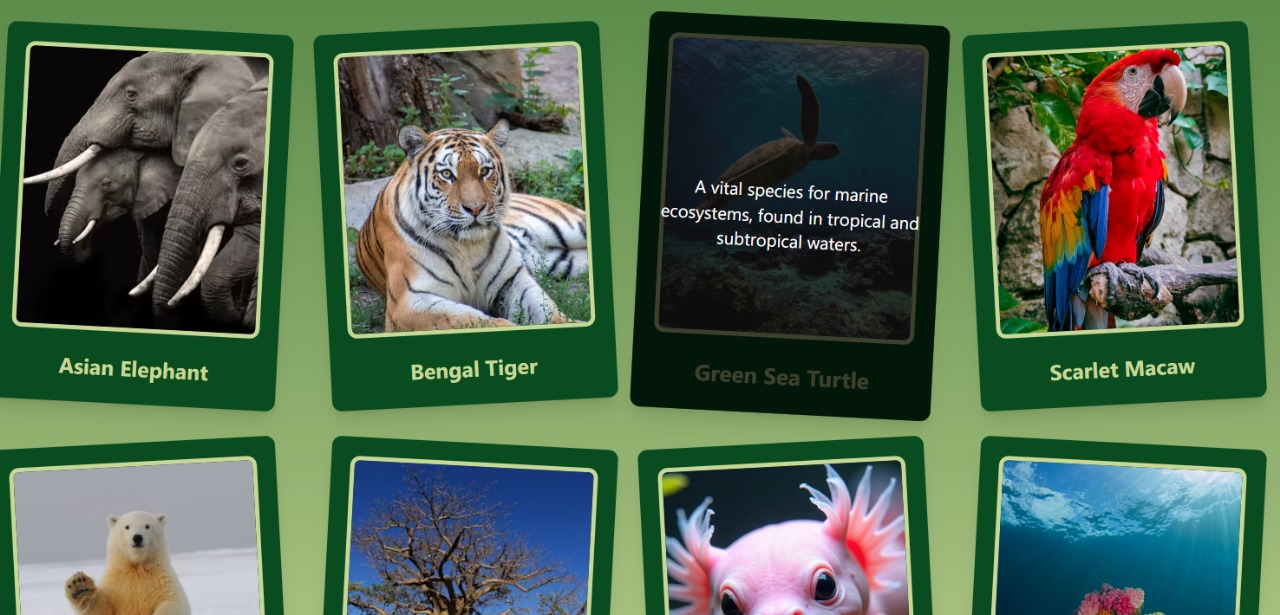 Asian Elephant
Bengal Tiger
A vital species for marine
ecosystems, found in tropical and
subtropical waters.
Green Sea Turtle
Scarlet Macaw